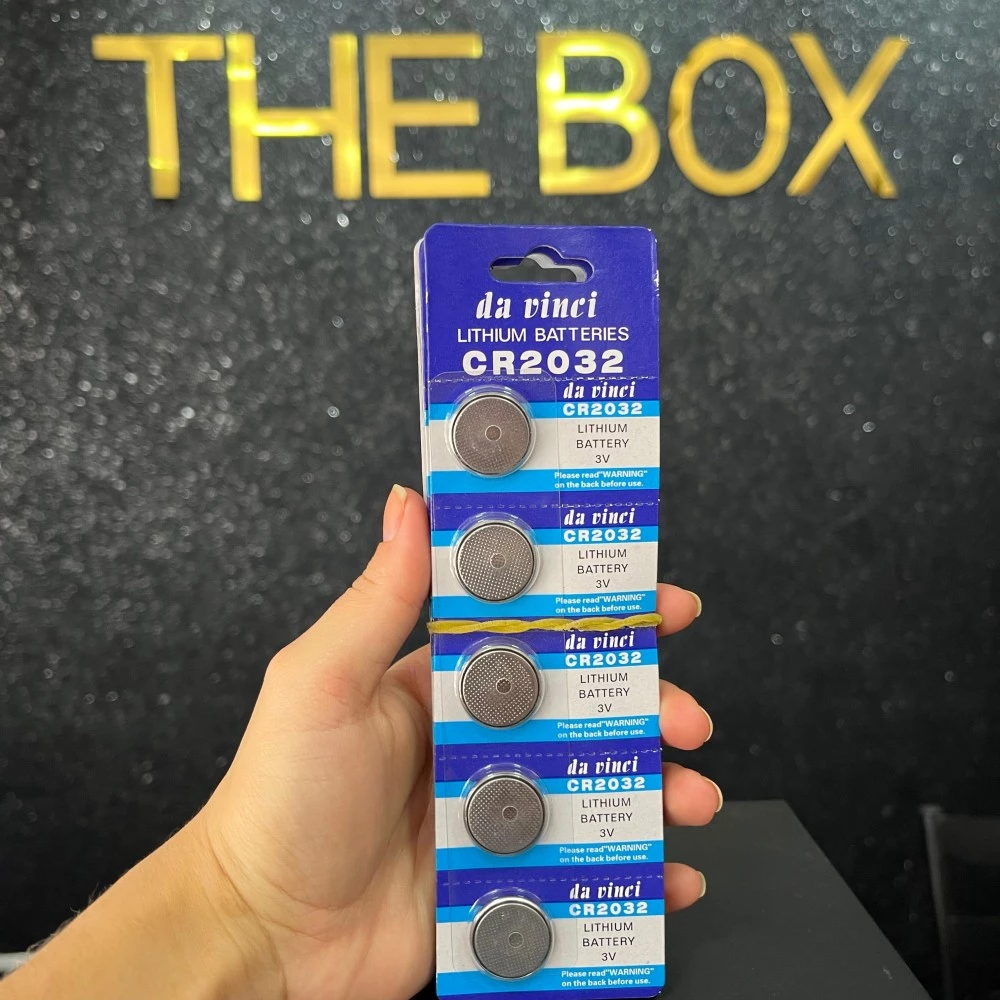 THE BOX
da vinci
LITHIUM BATTERIES
CR2032
da vinci
CR2032
LITHIUM
BATTERY
3V
Please read"WARNING"
on the back before use.
da vinci
CR2032
LITHIUM
BATTERY
3V
Please read"WARNING"
on the back before use.
da vinci
CR2032
LITHIUM
BATTERY
3V
Please read"WARNING"
on the back before use.
da vinci
CR2032
LITHIUM
BATTERY
3V
Please read"WARNING"
on the back before use.
da vinci
CR2032
LITHIUM
BATTERY
3V
Please read"WARNING"
on the back before use.